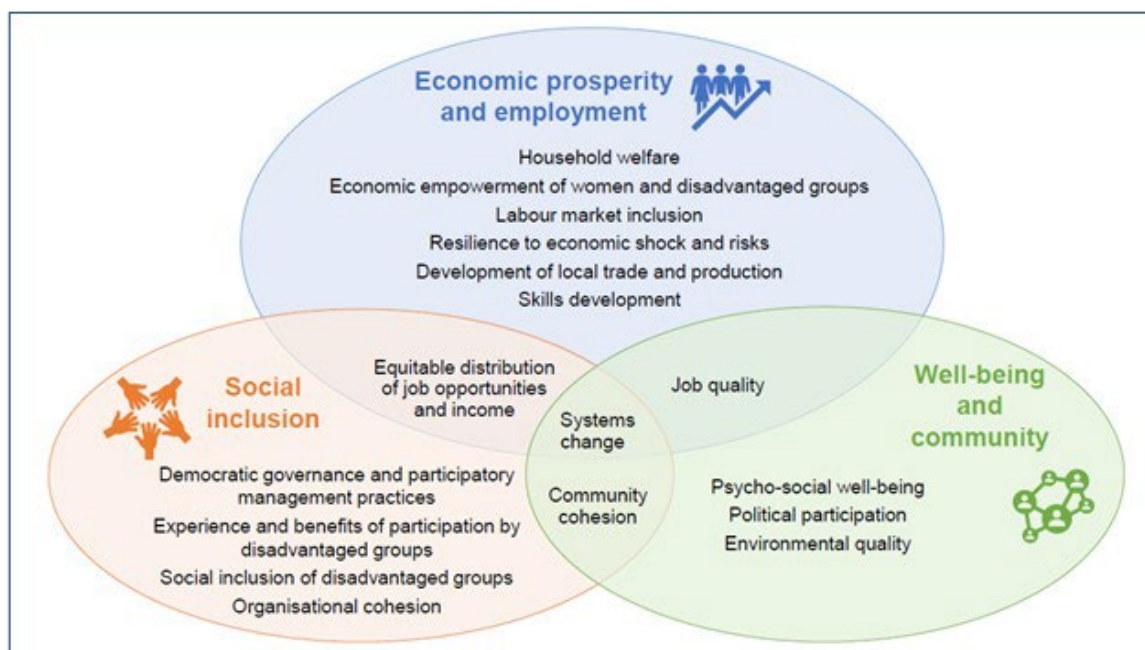 Economic prosperity
and employment
Household welfare
Economic empowerment of women and disadvantaged groups
Labour market inclusion
Resilience to economic shock and risks
Development of local trade and production
Skills development
Equitable distribution
of job opportunities
and income
Job quality
Systems
change
Community
cohesion
Social
inclusion
Democratic governance and participatory
management practices
Experience and benefits of participation by
disadvantaged groups
Social inclusion of disadvantaged groups
Organisational cohesion
Well-being
and
community
Psycho-social well-being
Political participation
Environmental quality